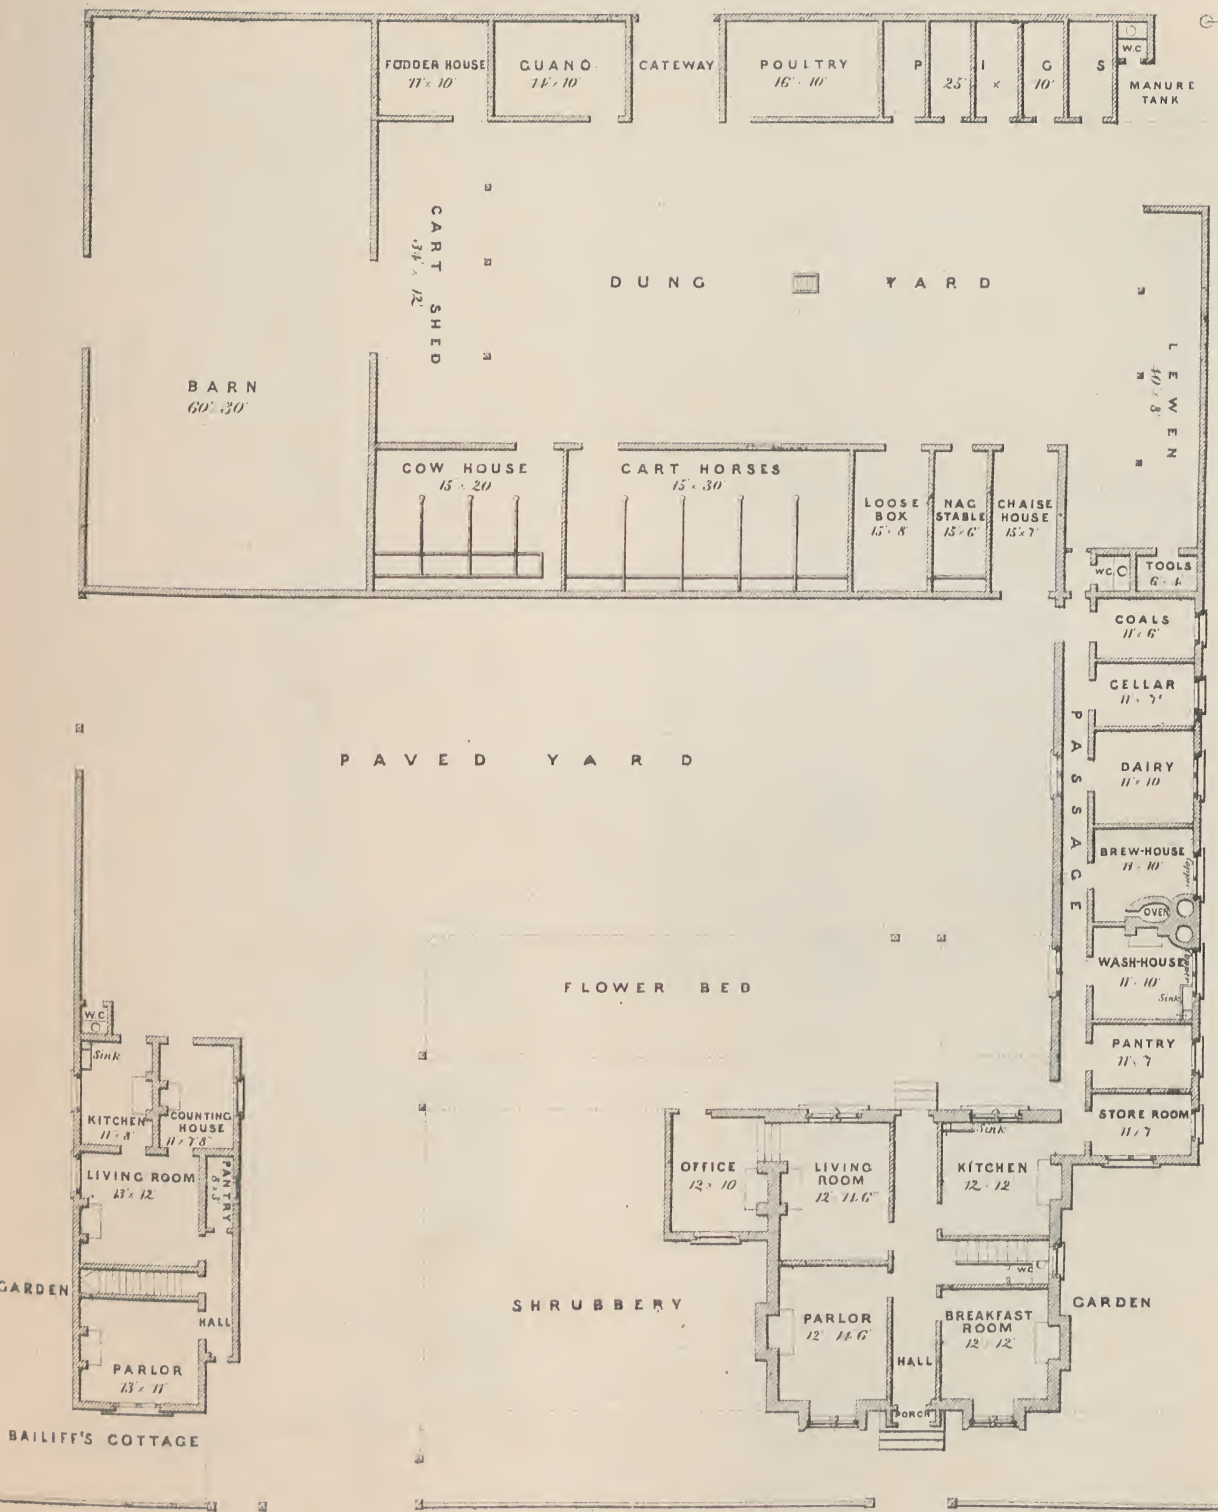 FODDER HOUSE
11' × 10'
GUANO
14' × 10'
GATEWAY
POULTRY
16' · 10'
P I G S
25' × 10'
W.C
MANURE
TANK
CART SHED
34' × 12'
DUNG YARD
LEWEN
40' × 8'
BARN
60' × 30'
COW HOUSE
15' × 20'
CART HORSES
15' × 30'
LOOSE
BOX
15' × 8'
NAG
STABLE
15' × 6'
CHAISE
HOUSE
15' × 7'
W.C
TOOLS
6' · 4'
COALS
11' × 6'
CELLAR
11' × 7'
PAVED YARD
PASSAGE
DAIRY
11' × 10'
BREW-HOUSE
11 · 10'
Copper
OVEN
WASH-HOUSE
11' · 10'
Copper
Sink
FLOWER BED
PANTRY
11' × 7
STORE ROOM
11 × 7
W.C
Sink
KITCHEN
11' × 8'
COUNTING
HOUSE
11' × 7' 8"
LIVING ROOM
13' × 12'
PANTRY
8' × 3'
GARDEN
HALL
PARLOR
13' × 11'
BAILIFF'S COTTAGE
OFFICE
12' × 10
LIVING
ROOM
12' · 14·6"
Sink
KITCHEN
12' · 12'
WC
SHRUBBERY
PARLOR
12' 14·6"
HALL
BREAKFAST
ROOM
12' · 12'
GARDEN
PORCH